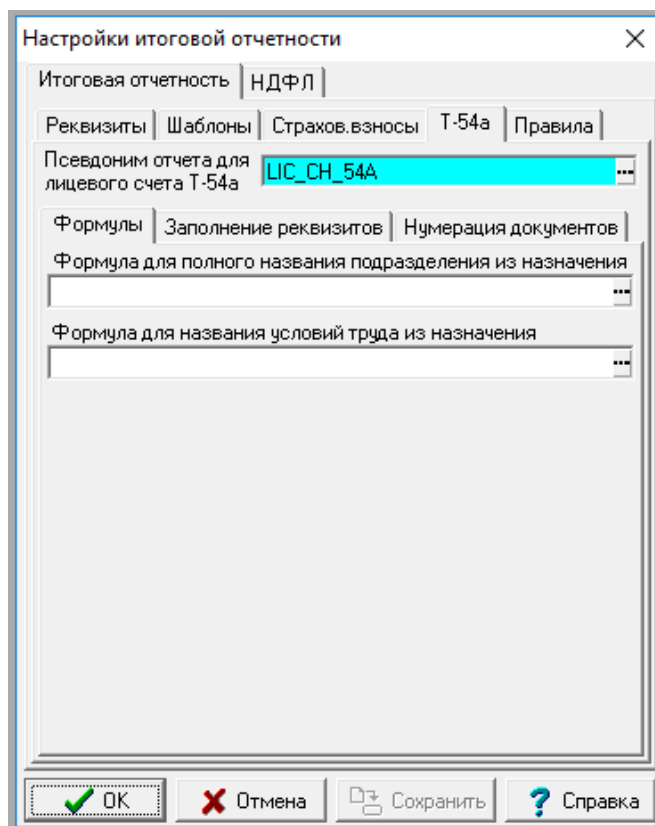 Настройки итоговой отчетности
Итоговая отчетность НДФЛ
Реквизиты Шаблоны Страхов.взносы Т-54а Правила
Псевдоним отчета для
лицевого счета Т-54а
LIC_CH_54A
Формулы Заполнение реквизитов Нумерация документов
Формула для полного названия подразделения из назначения
Формула для названия условий труда из назначения
OK Отмена Сохранить Справка